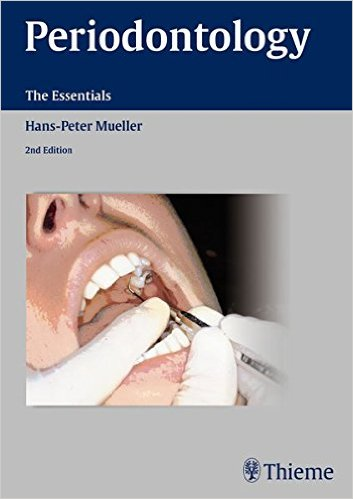 Periodontology
The Essentials
Hans-Peter Mueller
2nd Edition
Thieme